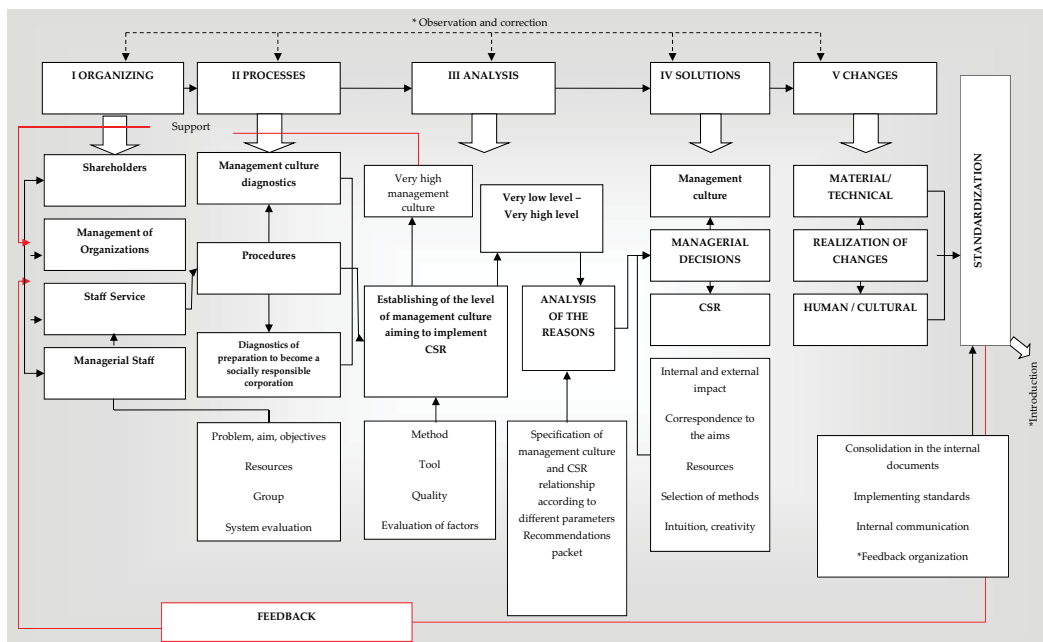 * Observation and correction
I ORGANIZING
II PROCESSES
III ANALYSIS
IV SOLUTIONS
V CHANGES
STANDARDIZATION
Support
Shareholders
Management of
Organizations
Staff Service
Managerial Staff
Management culture
diagnostics
Procedures
Diagnostics of
preparation to become a
socially responsible
corporation
Problem, aim, objectives
Resources
Group
System evaluation
Very high
management
culture
Establishing of the level
of management culture
aiming to implement
CSR
Method
Tool
Quality
Evaluation of factors
Very low level –
Very high level
ANALYSIS
OF THE
REASONS
Specification of
management culture
and CSR
relationship
according to
different parameters
Recommendations
packet
Management
culture
MANAGERIAL
DECISIONS
CSR
Internal and external
impact
Correspondence to
the aims
Resources
Selection of methods
Intuition, creativity
MATERIAL/
TECHNICAL
REALIZATION OF
CHANGES
HUMAN / CULTURAL
*Introduction
Consolidation in the internal
documents
Implementing standards
Internal communication
*Feedback organization
FEEDBACK